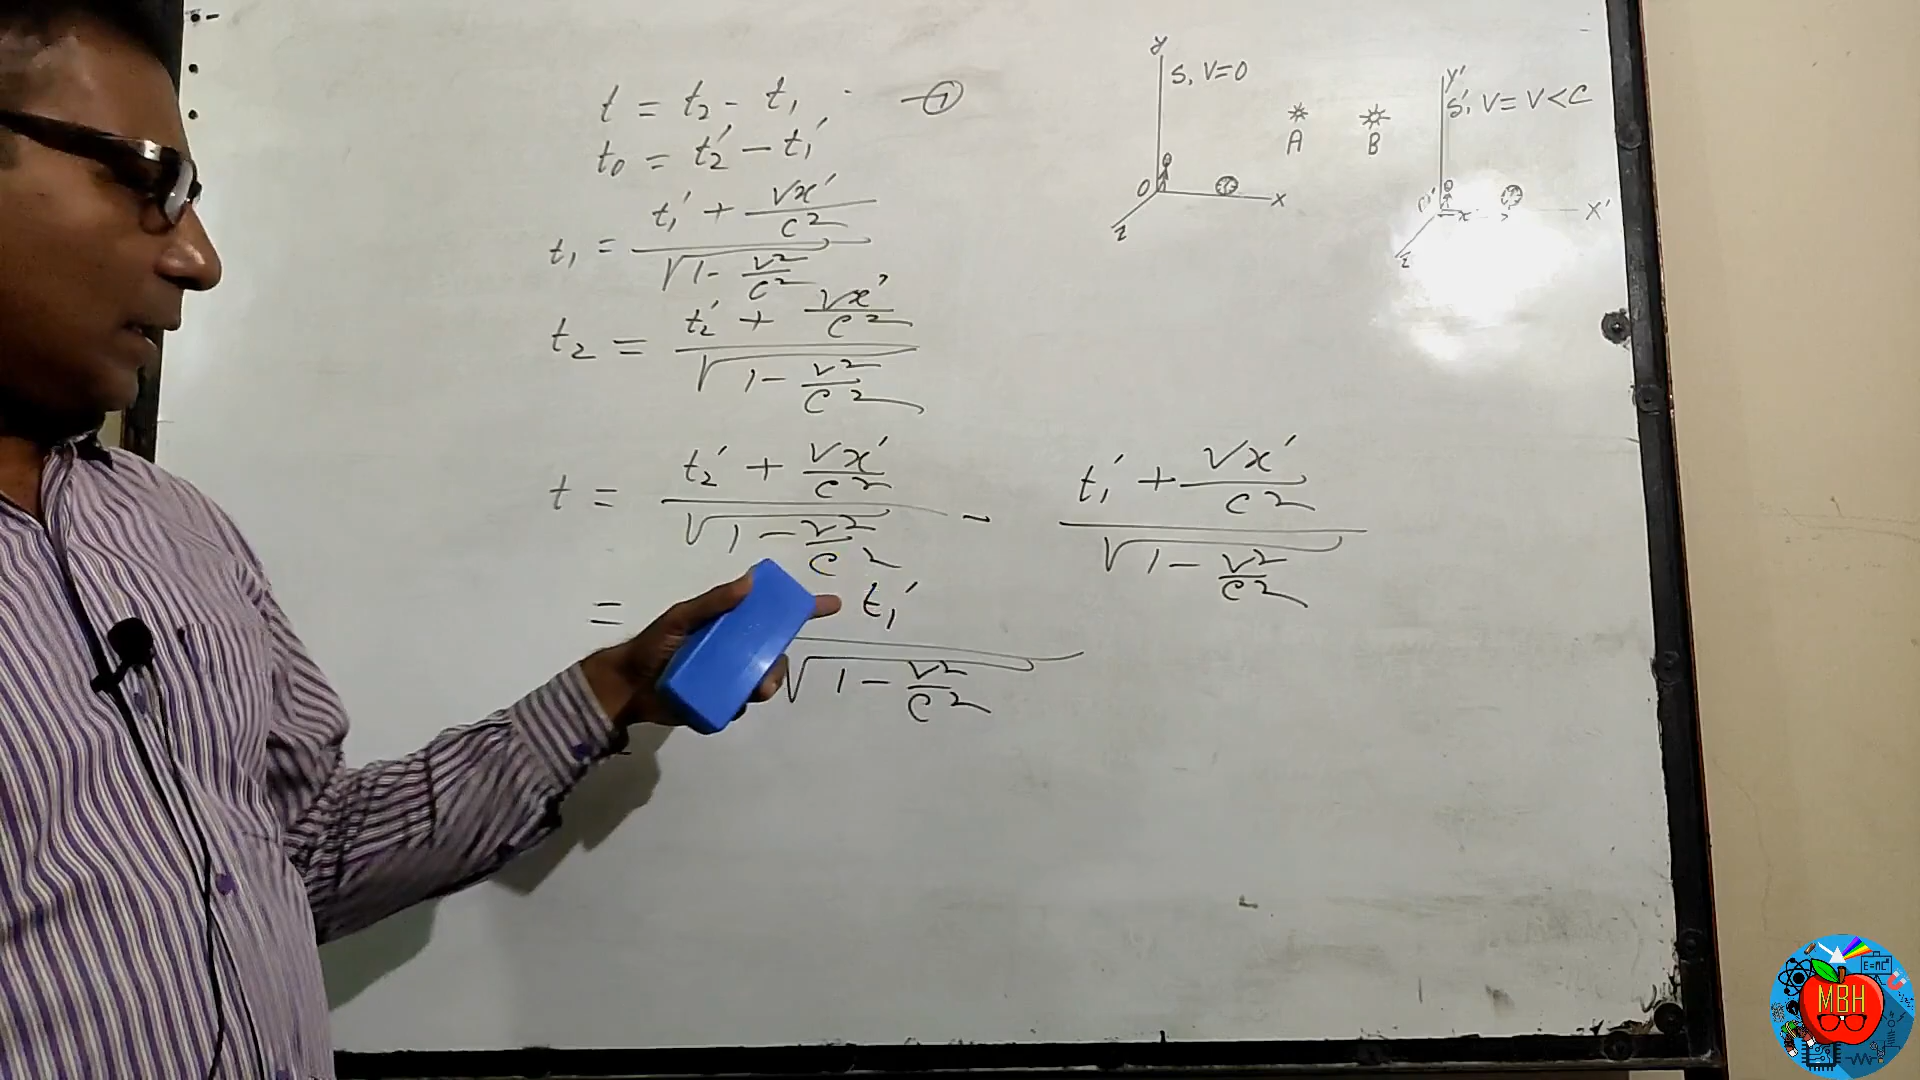 t = t₂ - t₁ — ①
t₀ = t₂′ - t₁′
t₁ = (t₁′ + vx′/c²) / √(1 - v²/c²)
t₂ = (t₂′ + vx′/c²) / √(1 - v²/c²)
t = (t₂′ + vx′/c²) / √(1 - v²/c²) - (t₁′ + vx′/c²) / √(1 - v²/c²)
= t₁′ / √(1 - v²/c²)
y
S, V=0
O
x
z
A
B
y′
S′, V = V < C
x′
z
E=MC²
MBH